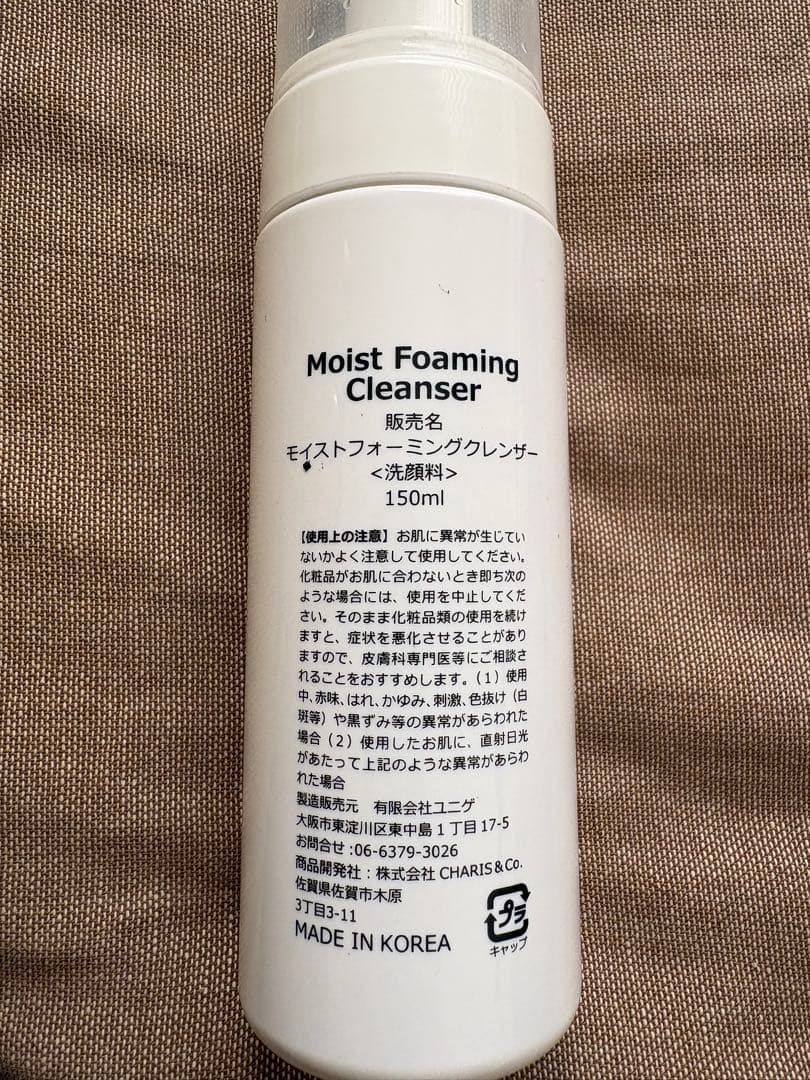 Moist Foaming
Cleanser
販売名
モイストフォーミングクレンザー
<洗顔料>
150ml
【使用上の注意】お肌に異常が生じてい
ないかよく注意して使用してください。
化粧品がお肌に合わないとき即ち次の
ような場合には、使用を中止してくだ
さい。そのまま化粧品類の使用を続け
ますと、症状を悪化させることがあり
ますので、皮膚科専門医等にご相談さ
れることをおすすめします。（1）使用
中、赤味、はれ、かゆみ、刺激、色抜け（白
斑等）や黒ずみ等の異常があらわれた
場合（2）使用したお肌に、直射日光
があたって上記のような異常があらわ
れた場合
製造販売元　有限会社ユニゲ
大阪市東淀川区東中島1丁目17-5
お問合せ:06-6379-3026
商品開発社：株式会社 CHARIS&Co.
佐賀県佐賀市木原
3丁目3-11
MADE IN KOREA
プラ
キャップ